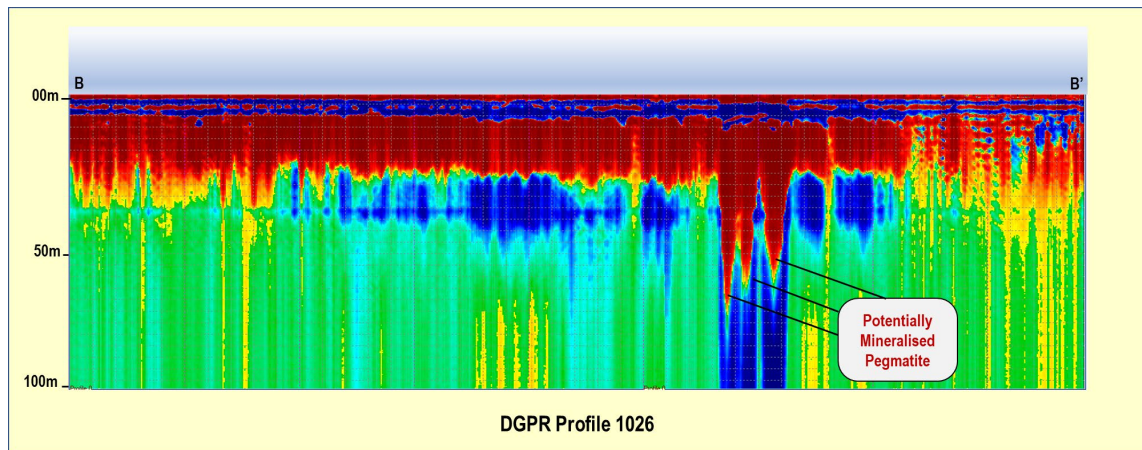 B
B'
00m
50m
100m
Potentially
Mineralised
Pegmatite
DGPR Profile 1026